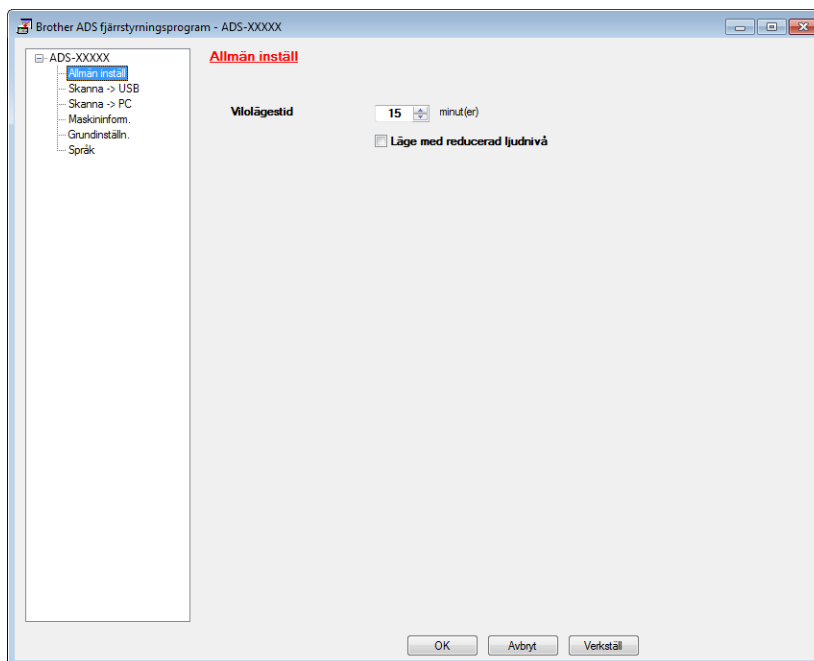 Brother ADS fjärrstyrningsprogram - ADS-XXXXX
ADS-XXXXX
Allmän inställ
Skanna -> USB
Skanna -> PC
Maskininform.
Grundinställn.
Språk
Allmän inställ
Vilolägestid 15 minut(er)
Läge med reducerad ljudnivå
OK Avbryt Verkställ